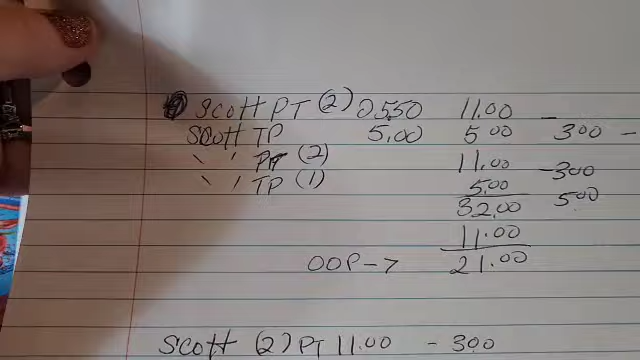 Scott PT (2) @5.50 11.00 -
Scott TP 5.00 5.00 3.00 -
" " PT (2) 11.00 -3.00
" " TP (1) 5.00 5.00
32.00
11.00
OOP -> 21.00
Scott (2) PT 11.00 - 3.00